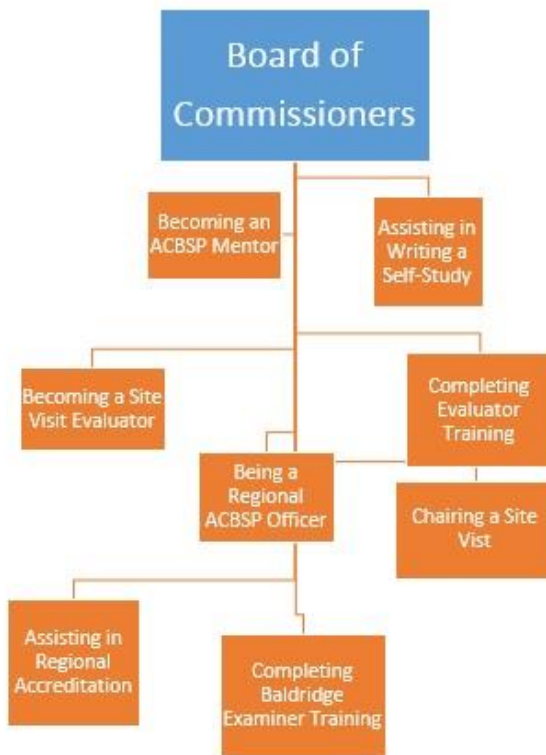 Board of
Commissioners
Becoming an
ACBSP Mentor
Assisting in
Writing a
Self-Study
Becoming a Site
Visit Evaluator
Completing
Evaluator
Training
Being a
Regional
ACBSP Officer
Chairing a Site
Vist
Assisting in
Regional
Accreditation
Completing
Baldridge
Examiner Training